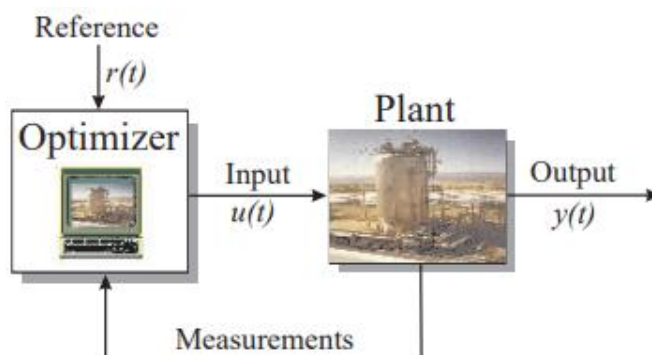 Reference
r(t)
Optimizer
Plant
Input
u(t)
Output
y(t)
Measurements